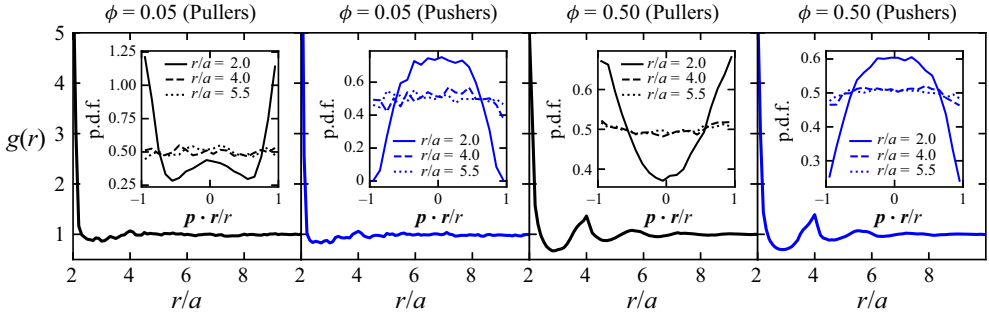 ϕ = 0.05 (Pullers)
ϕ = 0.05 (Pushers)
ϕ = 0.50 (Pullers)
ϕ = 0.50 (Pushers)
g(r)
5
4
3
2
1
p.d.f.
1.25
1.00
0.75
0.50
0.25
r/a = 2.0
r/a = 4.0
r/a = 5.5
−1 0 1
p · r/r
2 4 6 8
r/a
p.d.f.
0.6
0.4
0.2
0
r/a = 2.0
r/a = 4.0
r/a = 5.5
−1 0 1
p · r/r
2 4 6 8
r/a
p.d.f.
0.6
0.5
0.4
r/a = 2.0
r/a = 4.0
r/a = 5.5
−1 0 1
p · r/r
2 4 6 8
r/a
p.d.f.
0.6
0.5
0.4
0.3
r/a = 2.0
r/a = 4.0
r/a = 5.5
−1 0 1
p · r/r
2 4 6 8
r/a